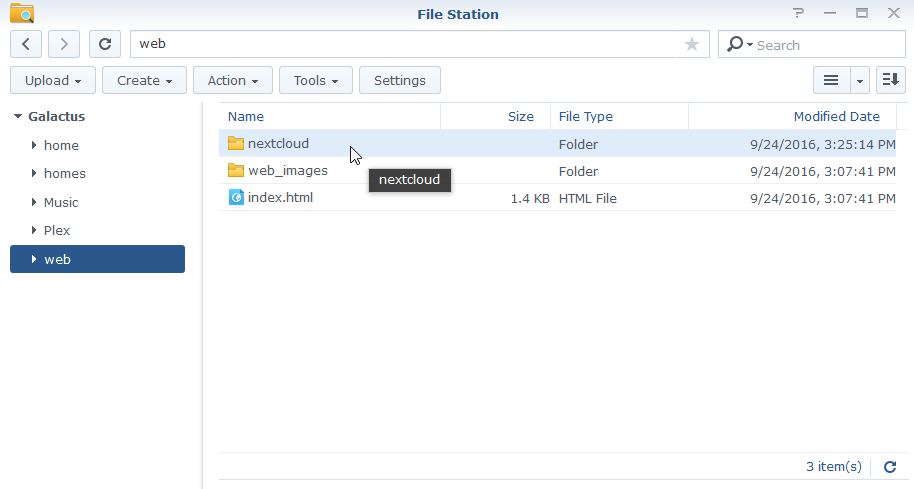 File Station
web
Search
Upload Create Action Tools Settings
Galactus
home
homes
Music
Plex
web
Name Size File Type Modified Date
nextcloud Folder 9/24/2016, 3:25:14 PM
web_images Folder 9/24/2016, 3:07:41 PM
nextcloud
index.html 1.4 KB HTML File 9/24/2016, 3:07:41 PM
3 item(s)